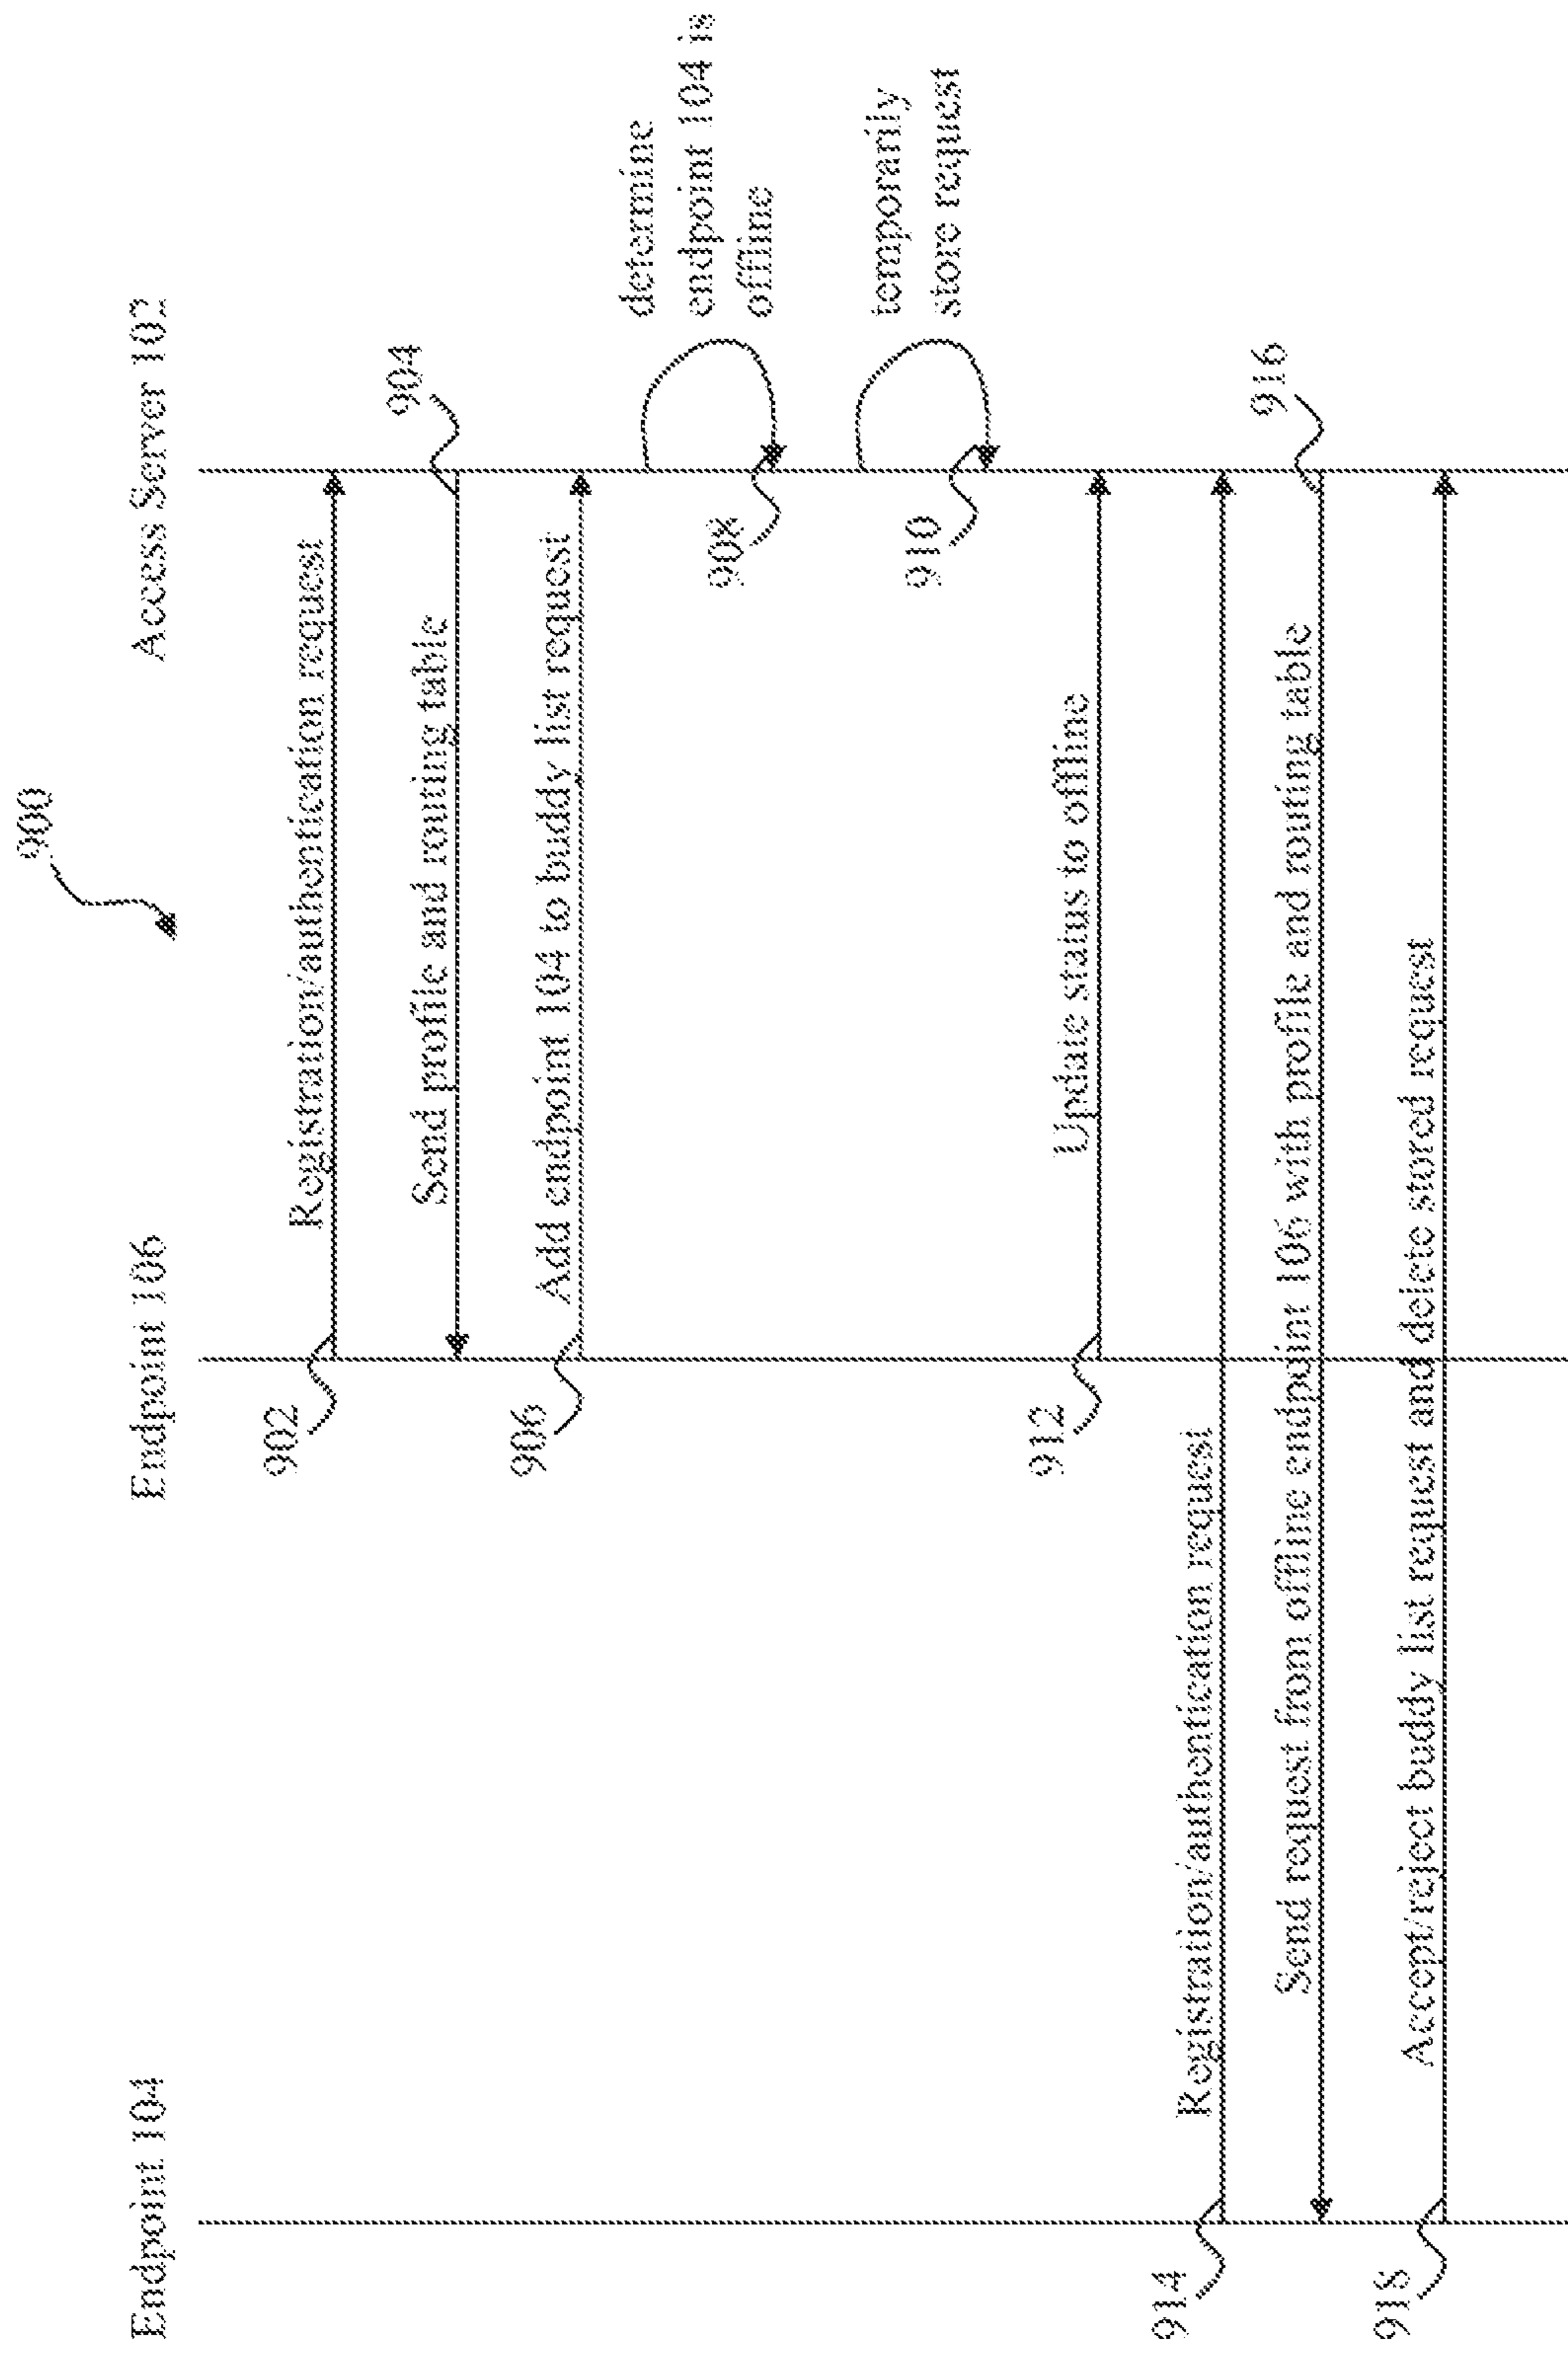 900
Endpoint 104
Endpoint 106
Access Server 102
902
Registration/authentication request
904
Send profile and routing table
906
Add endpoint 104 to buddy list request
determine
endpoint 104 is
offline
908
temporarily
store request
910
912
Update status to offline
914
Registration/authentication request
916
Send request from offline endpoint 106 with profile and routing table
918
Accept/reject buddy list request and delete stored request